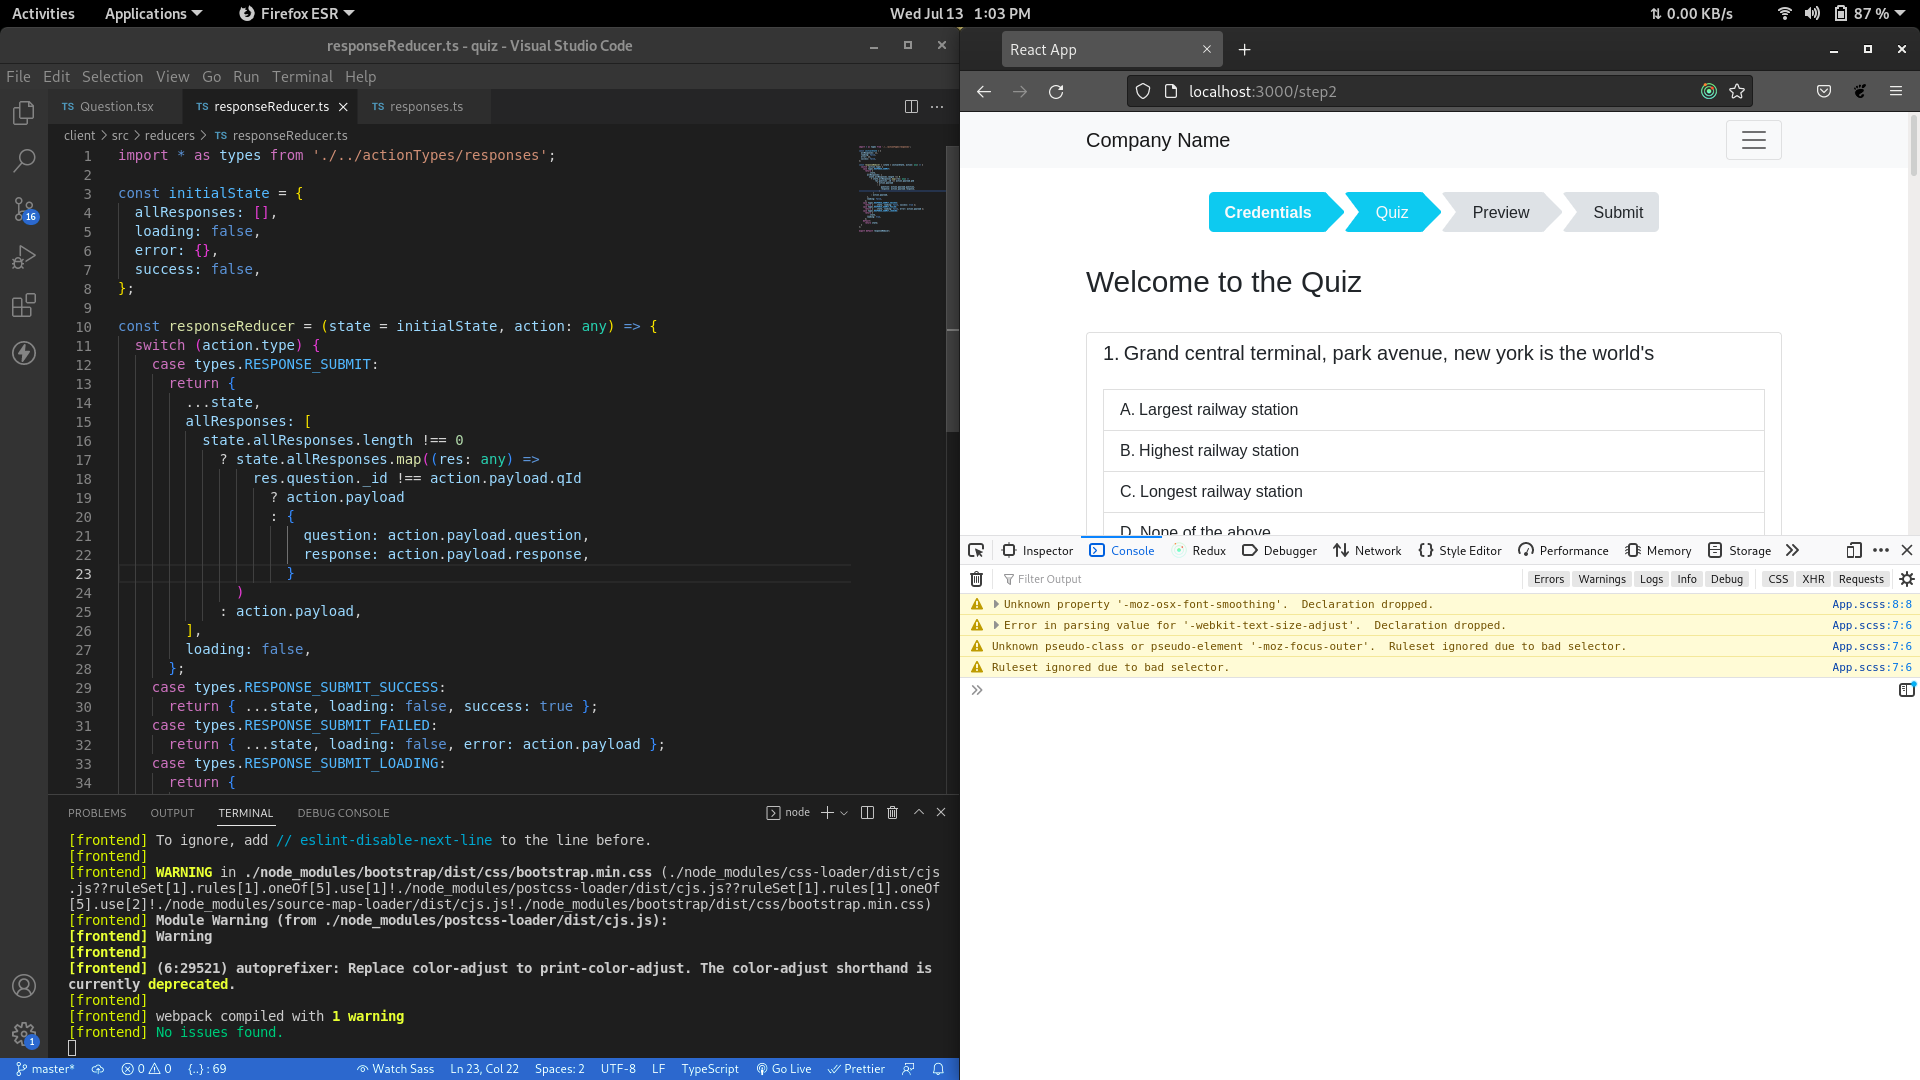 Activities Applications Firefox ESR Wed Jul 13 1:03 PM 0.00 KB/s 87 %
responseReducer.ts - quiz - Visual Studio Code
File Edit Selection View Go Run Terminal Help
TS Question.tsx TS responseReducer.ts TS responses.ts
client > src > reducers > TS responseReducer.ts
16
1 import * as types from './../actionTypes/responses';
2
3 const initialState = {
4 allResponses: [],
5 loading: false,
6 error: {},
7 success: false,
8 };
9
10 const responseReducer = (state = initialState, action: any) => {
11 switch (action.type) {
12 case types.RESPONSE_SUBMIT:
13 return {
14 ...state,
15 allResponses: [
16 state.allResponses.length !== 0
17 ? state.allResponses.map((res: any) =>
18 res.question._id !== action.payload.qId
19 ? action.payload
20 : {
21 question: action.payload.question,
22 response: action.payload.response,
23 }
24 )
25 : action.payload,
26 ],
27 loading: false,
28 };
29 case types.RESPONSE_SUBMIT_SUCCESS:
30 return { ...state, loading: false, success: true };
31 case types.RESPONSE_SUBMIT_FAILED:
32 return { ...state, loading: false, error: action.payload };
33 case types.RESPONSE_SUBMIT_LOADING:
34 return {
PROBLEMS OUTPUT TERMINAL DEBUG CONSOLE node
[frontend] To ignore, add // eslint-disable-next-line to the line before.
[frontend]
[frontend] WARNING in ./node_modules/bootstrap/dist/css/bootstrap.min.css (./node_modules/css-loader/dist/cjs
.js??ruleSet[1].rules[1].oneOf[5].use[1]!./node_modules/postcss-loader/dist/cjs.js??ruleSet[1].rules[1].oneOf
[5].use[2]!./node_modules/source-map-loader/dist/cjs.js!./node_modules/bootstrap/dist/css/bootstrap.min.css)
[frontend] Module Warning (from ./node_modules/postcss-loader/dist/cjs.js):
[frontend] Warning
[frontend]
[frontend] (6:29521) autoprefixer: Replace color-adjust to print-color-adjust. The color-adjust shorthand is
currently deprecated.
[frontend]
[frontend] webpack compiled with 1 warning
[frontend] No issues found.
1
master* 0 0 {..} : 69 Watch Sass Ln 23, Col 22 Spaces: 2 UTF-8 LF TypeScript Go Live Prettier
React App
localhost:3000/step2
Company Name
Credentials Quiz Preview Submit
Welcome to the Quiz
1. Grand central terminal, park avenue, new york is the world's
A. Largest railway station
B. Highest railway station
C. Longest railway station
D. None of the above
Inspector Console Redux Debugger Network Style Editor Performance Memory Storage
Filter Output Errors Warnings Logs Info Debug CSS XHR Requests
Unknown property '-moz-osx-font-smoothing'. Declaration dropped. App.scss:8:8
Error in parsing value for '-webkit-text-size-adjust'. Declaration dropped. App.scss:7:6
Unknown pseudo-class or pseudo-element '-moz-focus-outer'. Ruleset ignored due to bad selector. App.scss:7:6
Ruleset ignored due to bad selector. App.scss:7:6